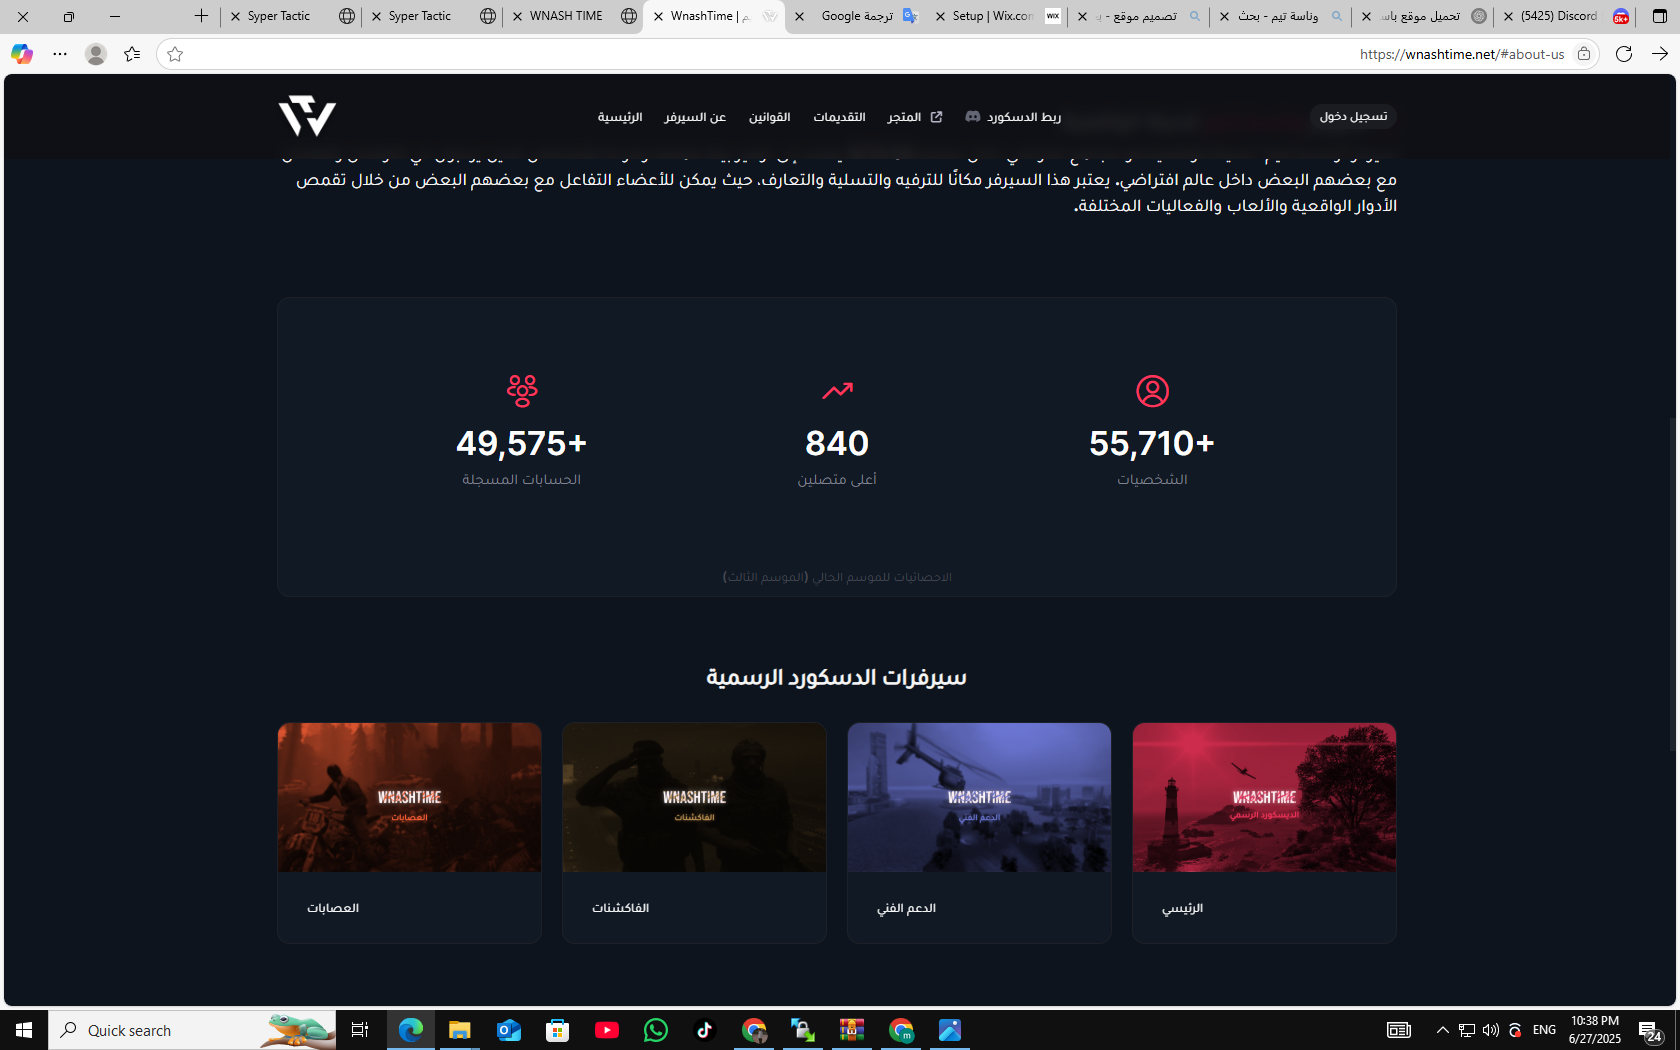 Syper Tactic
Syper Tactic
WNASH TIME
WnashTime |
ترجمة Google
Setup | Wix.com
تصميم موقع -
وناسة تيم - بحث
تحميل موقع باس
(5425) Discord
https://wnashtime.net/#about-us
تسجيل دخول
ربط الدسكورد
المتجر
التقديمات
القوانين
عن السيرفر
الرئيسية
مع بعضهم البعض داخل عالم افتراضي. يعتبر هذا السيرفر مكانًا للترفيه والتسلية والتعارف، حيث يمكن للأعضاء التفاعل مع بعضهم البعض من خلال تقمص
الأدوار الواقعية والألعاب والفعاليات المختلفة.
55,710+
الشخصيات
840
أعلى متصلين
49,575+
الحسابات المسجلة
الاحصائيات للموسم الحالي (الموسم الثالث)
سيرفرات الدسكورد الرسمية
WNASHTIME
الديسكورد الرسمي
الرئيسي
WNASHTIME
الدعم الفني
الدعم الفني
WNASHTIME
الفاكشنات
الفاكشنات
WNASHTIME
العصابات
العصابات
Quick search
ENG
10:38 PM
6/27/2025
24